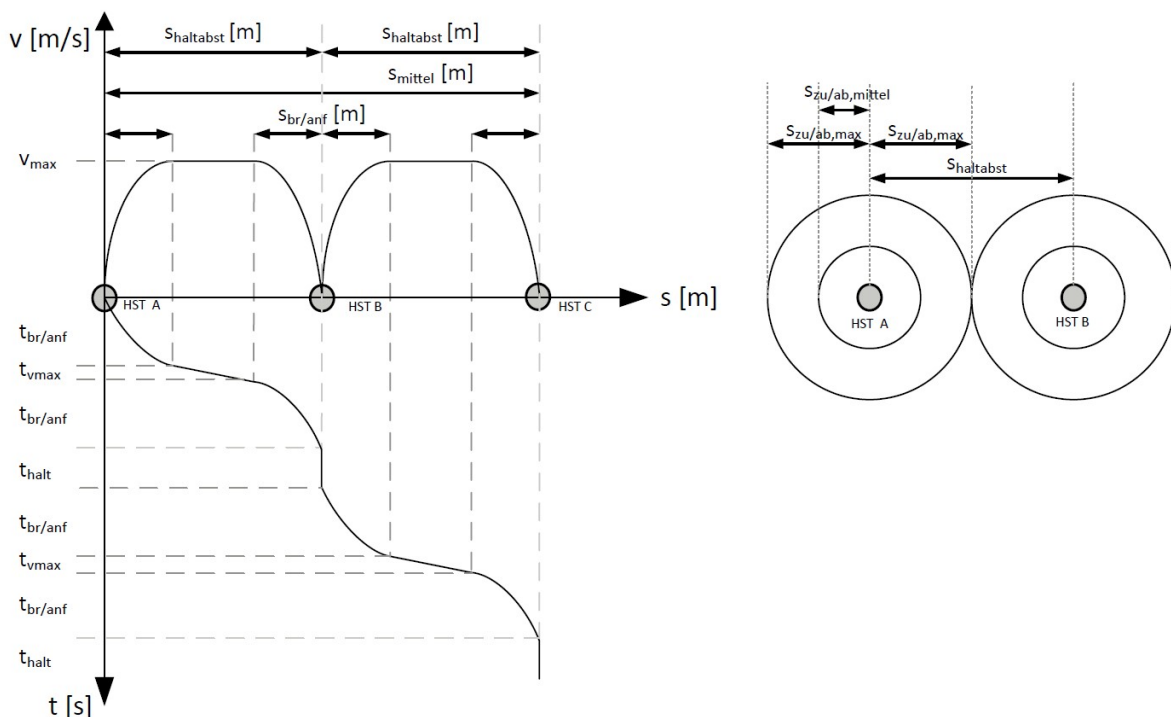 v [m/s]
s_haltabst [m]
s_haltabst [m]
s_mittel [m]
s_br/anf [m]
v_max
HST A
HST B
HST C
s [m]
t_br/anf
t_vmax
t_br/anf
t_halt
t_br/anf
t_vmax
t_br/anf
t_halt
t [s]
s_zu/ab,mittel
s_zu/ab,max
s_zu/ab,max
s_haltabst
HST A
HST B